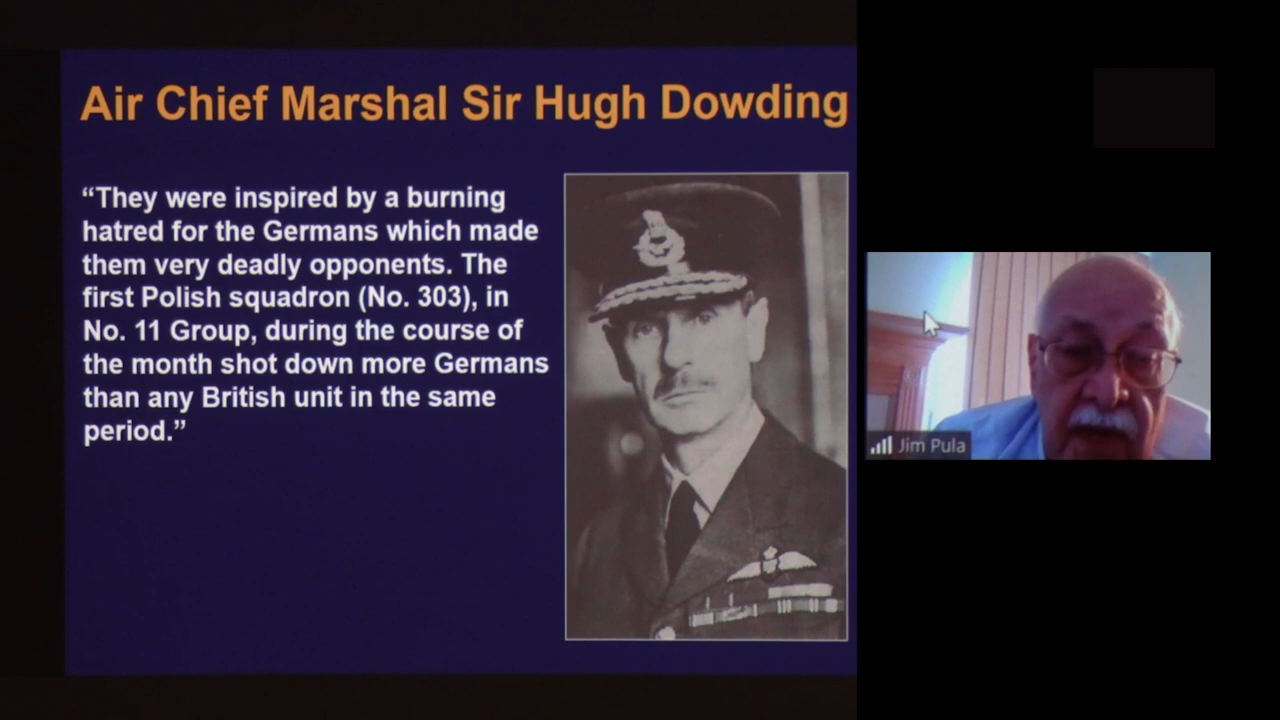 Air Chief Marshal Sir Hugh Dowding
“They were inspired by a burning
hatred for the Germans which made
them very deadly opponents. The
first Polish squadron (No. 303), in
No. 11 Group, during the course of
the month shot down more Germans
than any British unit in the same
period.”
Jim Pula